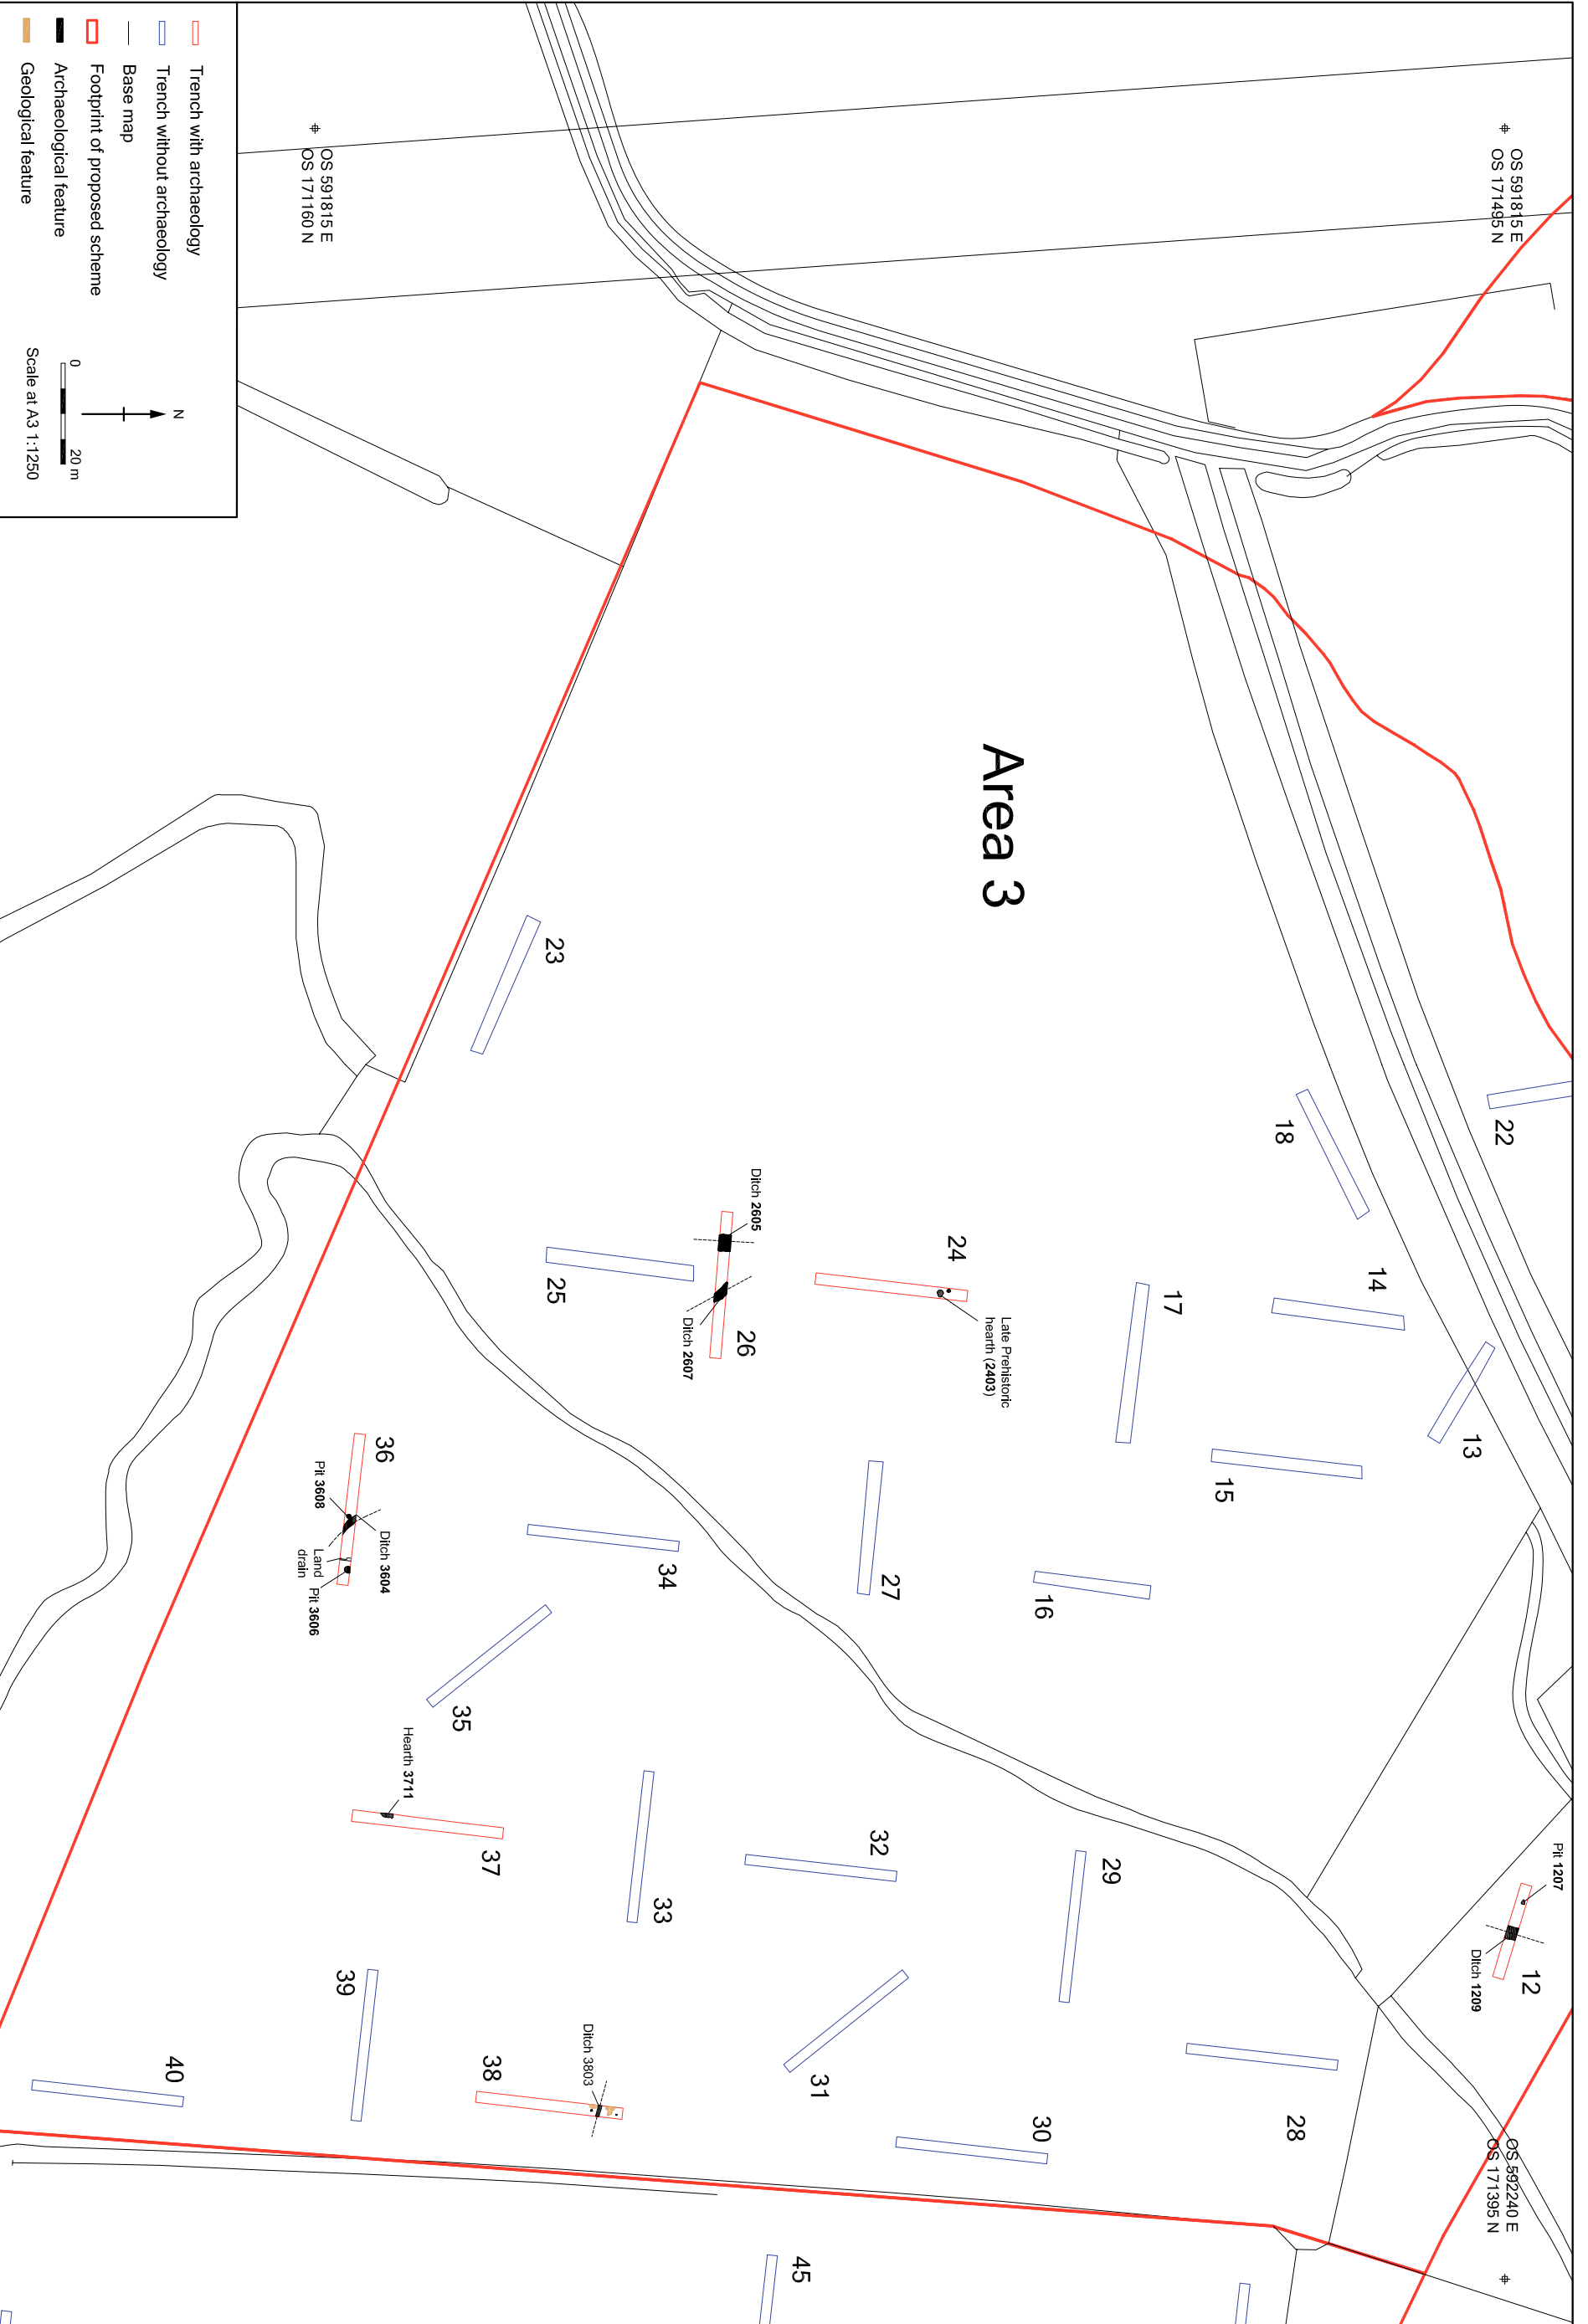 OS 591815 E
OS 171495 N
OS 591815 E
OS 171160 N
OS 592240 E
OS 171395 N
Area 3
22
18
14
13
17
15
24
Late Prehistoric
hearth (2403)
16
27
Pit 1207
12
Ditch 1209
23
Ditch 2605
26
Ditch 2607
25
36
Pit 3608
Ditch 3604
Land
drain
Pit 3606
34
35
Hearth 3711
37
33
32
29
31
28
30
39
38
Ditch 3803
40
45
Trench with archaeology
Trench without archaeology
Base map
Footprint of proposed scheme
Archaeological feature
Geological feature
N
0
20 m
Scale at A3 1:1250